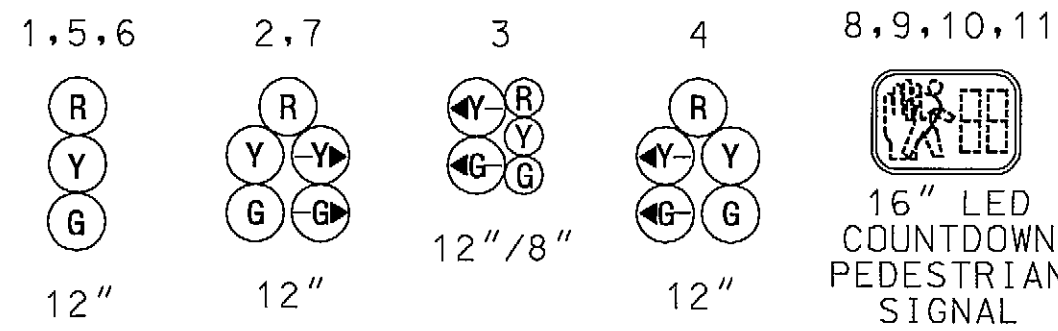 1,5,6
2,7
3
4
8,9,10,11
R
Y
G
R
Y Y
G G
Y R
Y
G G
R
Y Y
G G
12"
12"
12"/8"
12"
16" LED
COUNTDOWN
PEDESTRIAN
SIGNAL